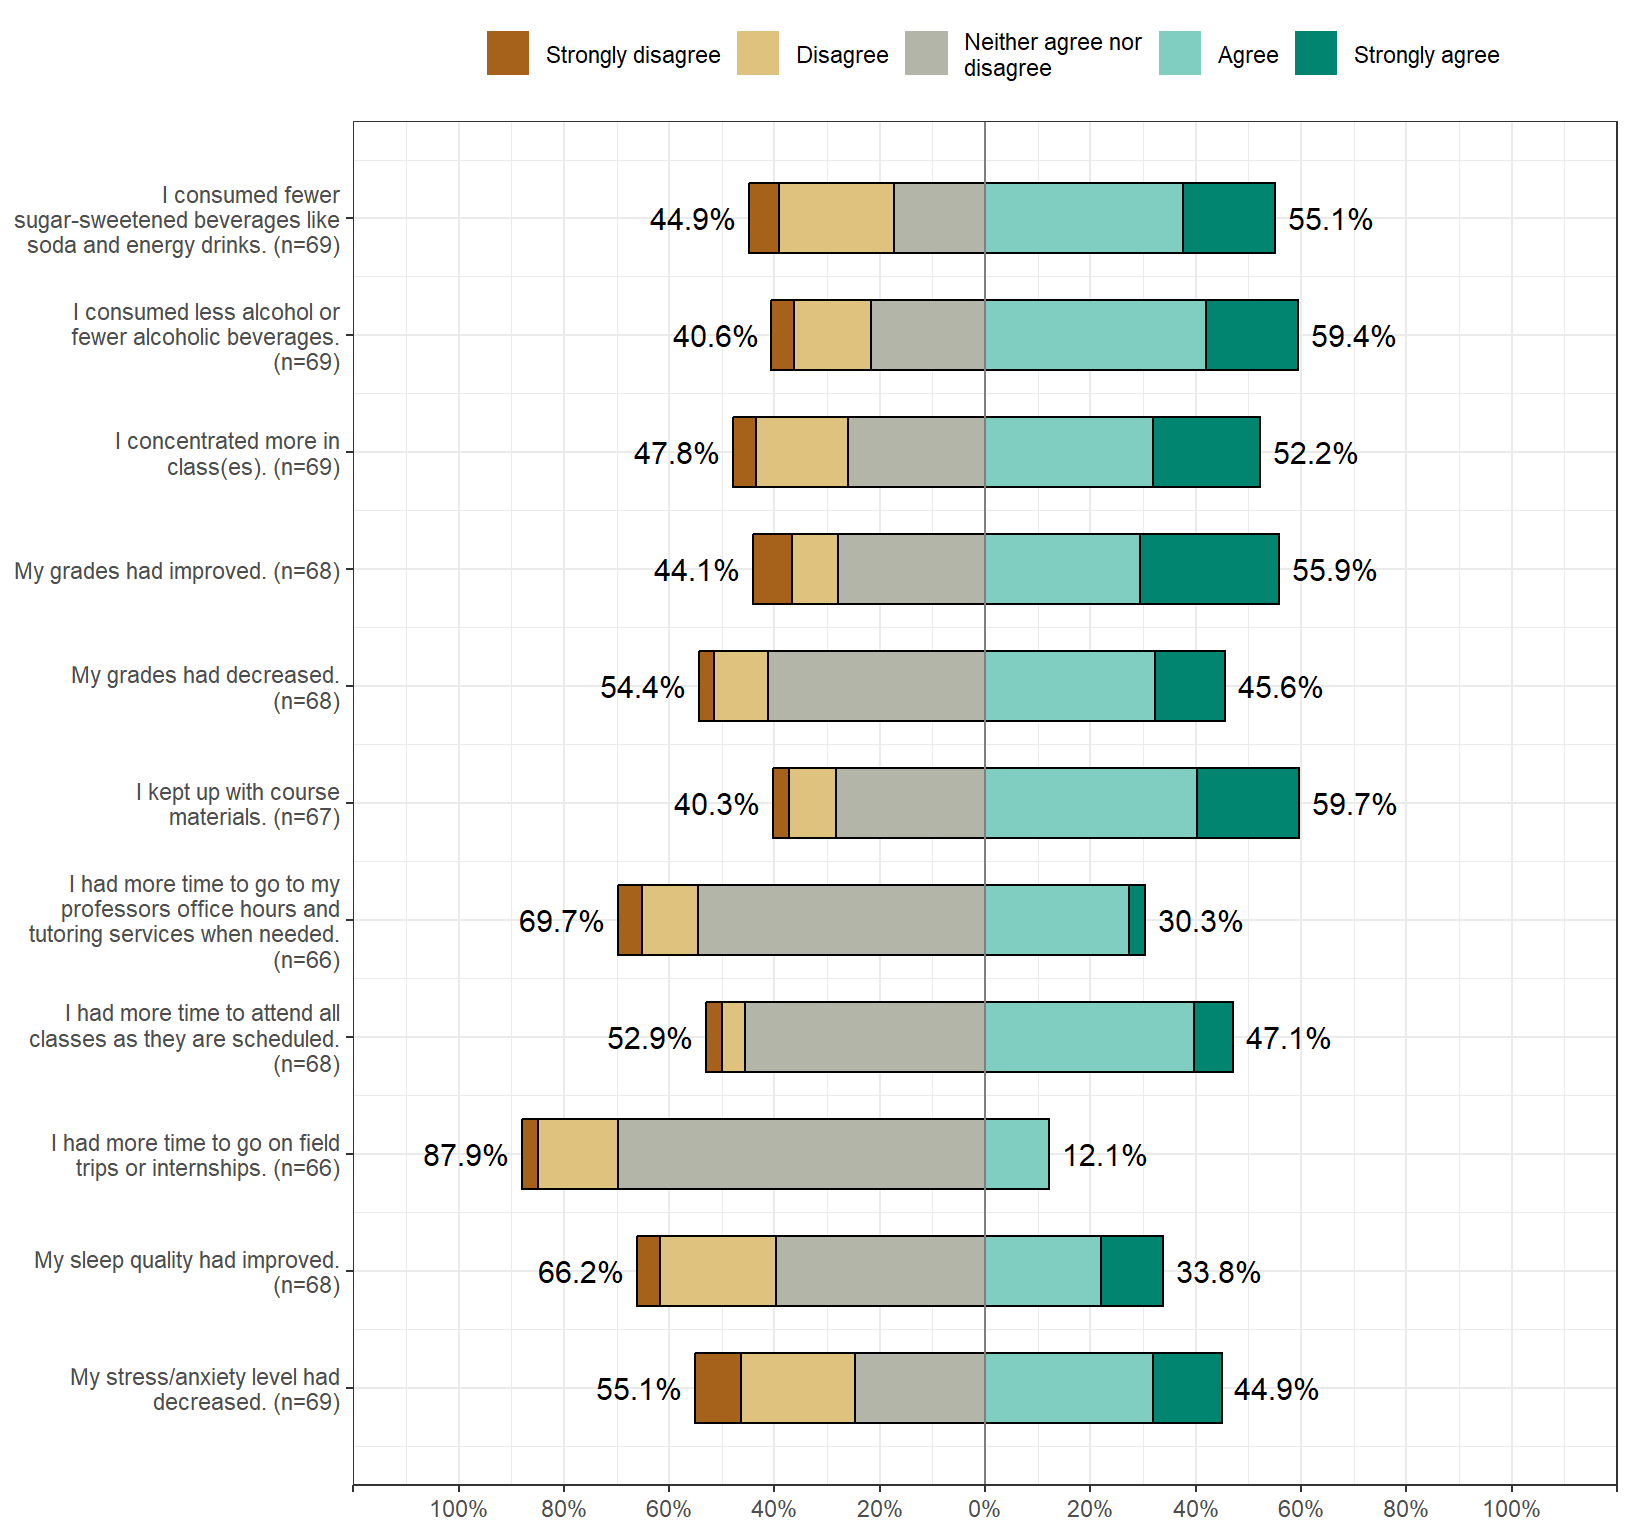 Strongly disagree
Disagree
Neither agree nor
disagree
Agree
Strongly agree
I consumed fewer
sugar-sweetened beverages like
soda and energy drinks. (n=69)
44.9%
55.1%
I consumed less alcohol or
fewer alcoholic beverages.
(n=69)
40.6%
59.4%
I concentrated more in
class(es). (n=69)
47.8%
52.2%
My grades had improved. (n=68)
44.1%
55.9%
My grades had decreased.
(n=68)
54.4%
45.6%
I kept up with course
materials. (n=67)
40.3%
59.7%
I had more time to go to my
professors office hours and
tutoring services when needed.
(n=66)
69.7%
30.3%
I had more time to attend all
classes as they are scheduled.
(n=68)
52.9%
47.1%
I had more time to go on field
trips or internships. (n=66)
87.9%
12.1%
My sleep quality had improved.
(n=68)
66.2%
33.8%
My stress/anxiety level had
decreased. (n=69)
55.1%
44.9%
100% 80% 60% 40% 20% 0% 20% 40% 60% 80% 100%